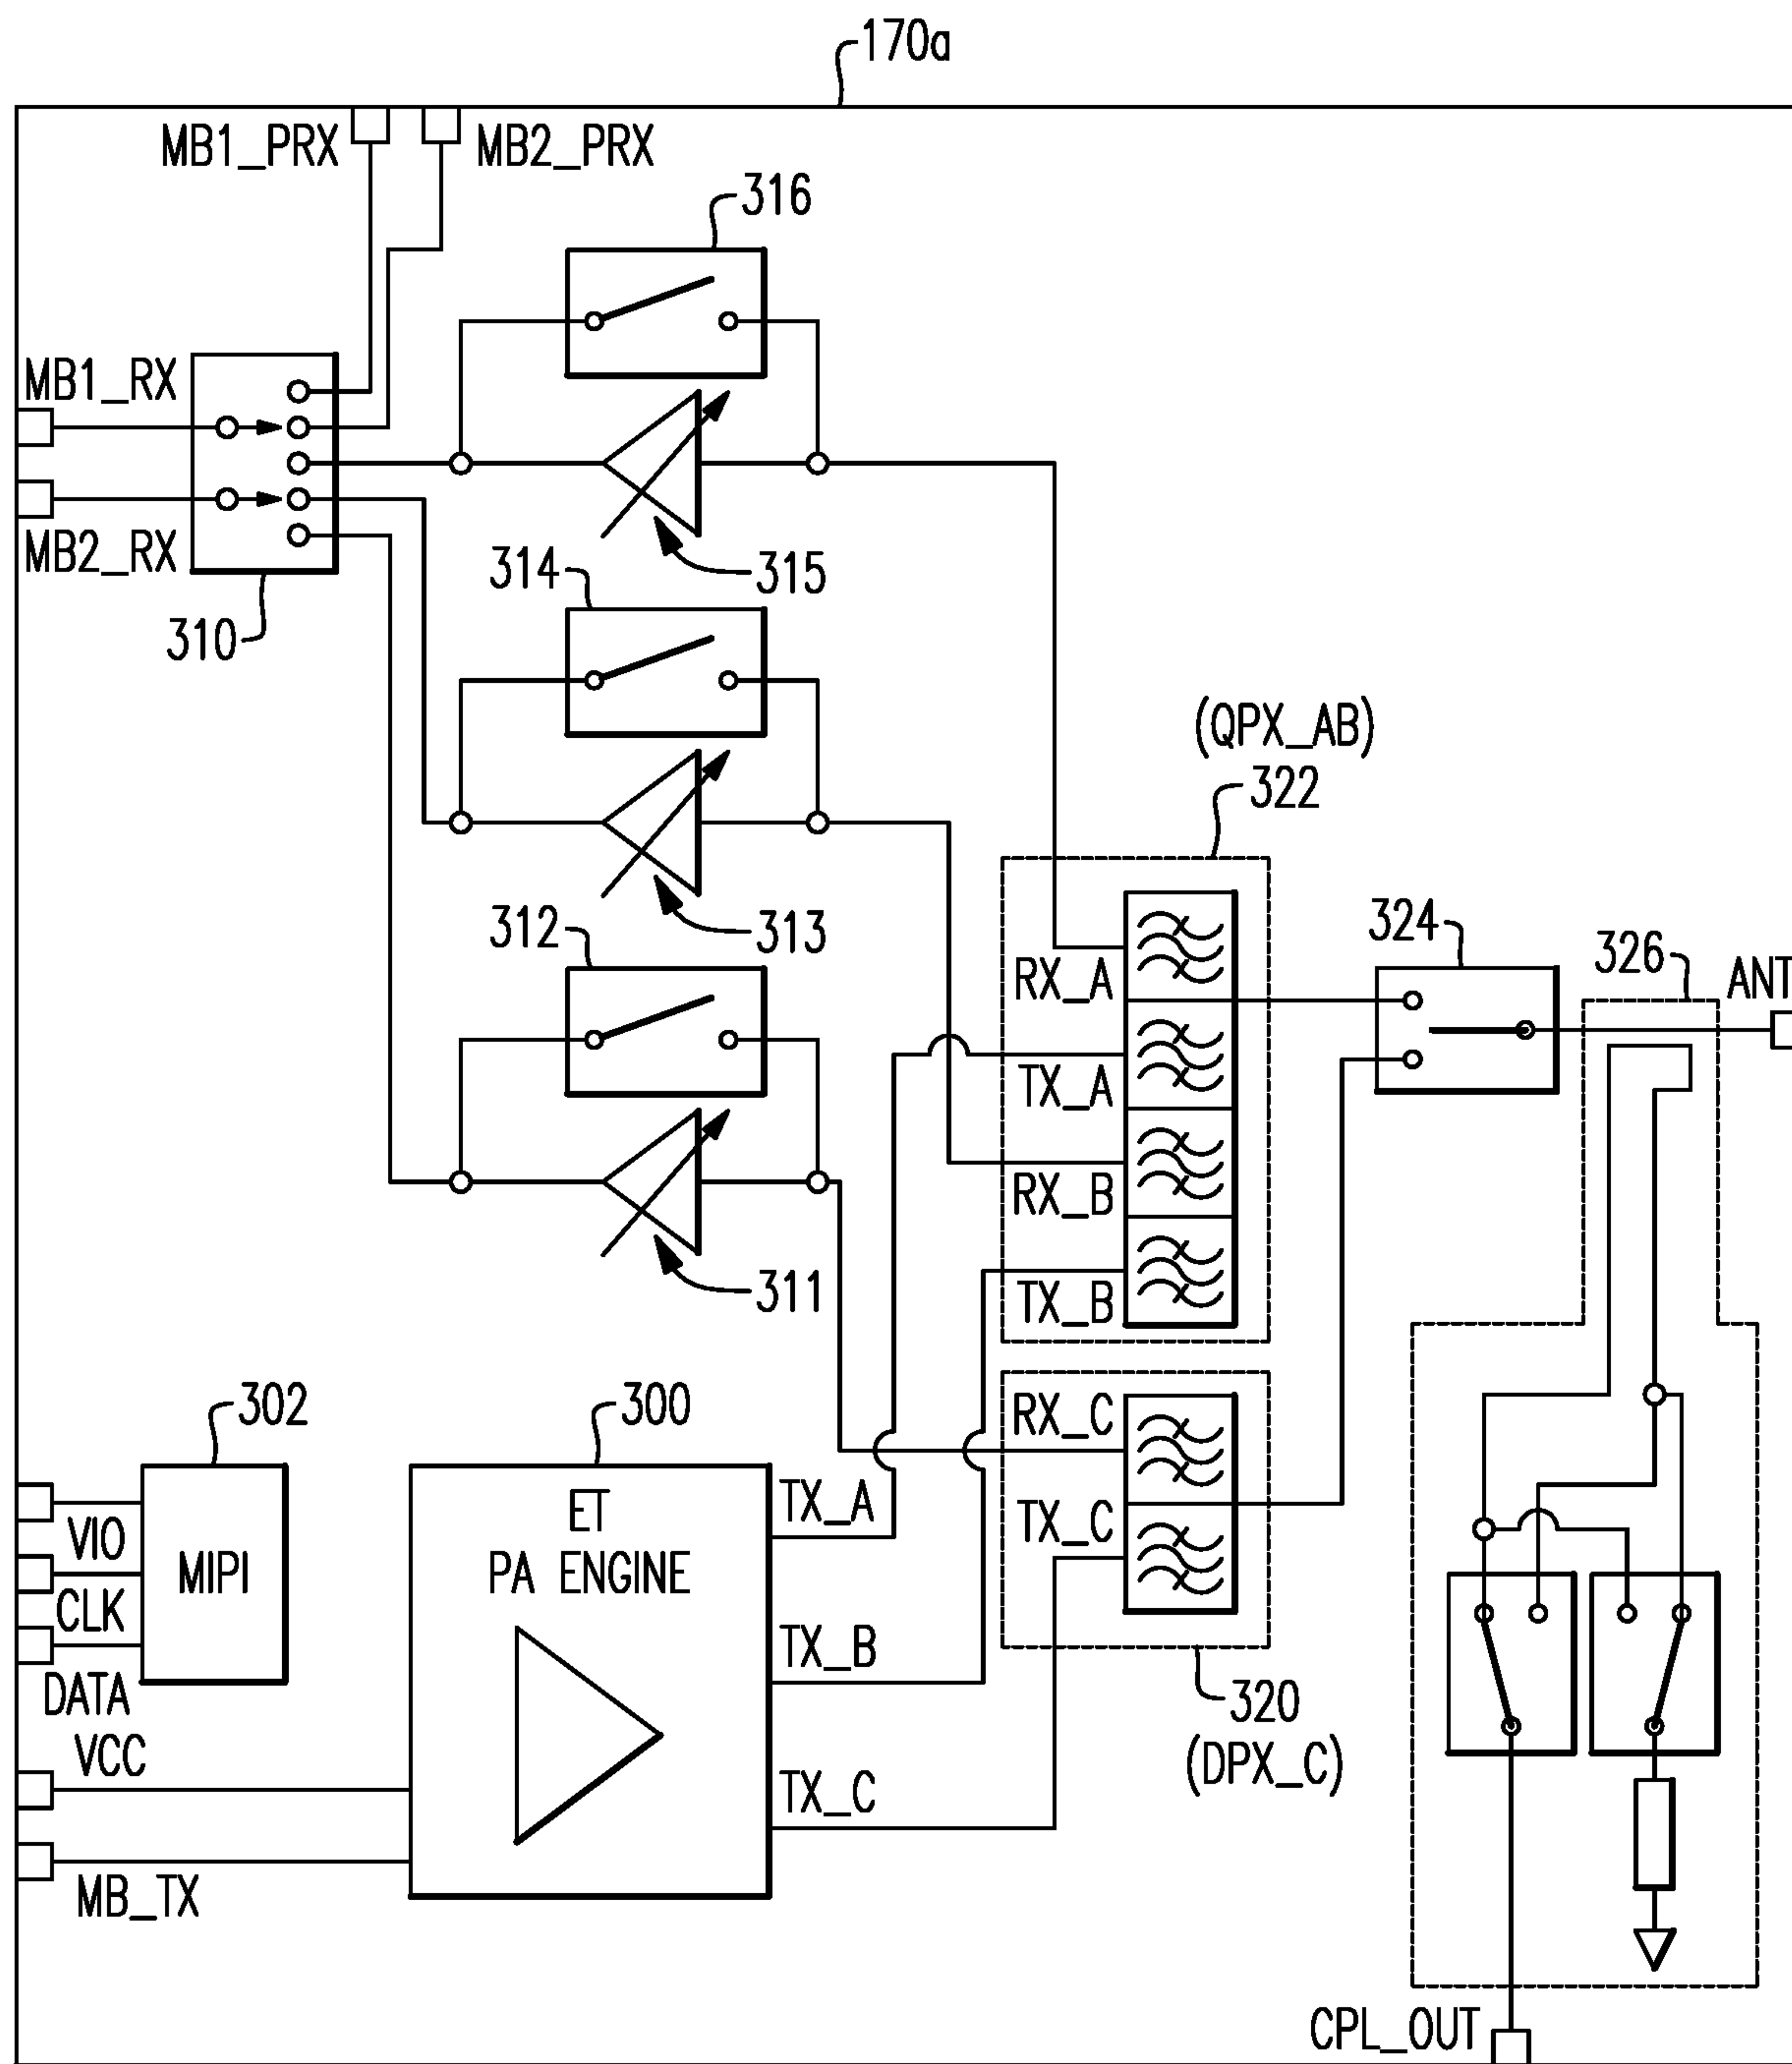 170a
MB1_PRX
MB2_PRX
316
MB1_RX
MB2_RX
310
315
314
313
312
311
(QPX_AB)
322
324
326
ANT
RX_A
TX_A
RX_B
TX_B
RX_C
TX_C
320
(DPX_C)
302
300
VIO
CLK
DATA
MIPI
ET
PA ENGINE
TX_A
TX_B
TX_C
VCC
MB_TX
CPL_OUT